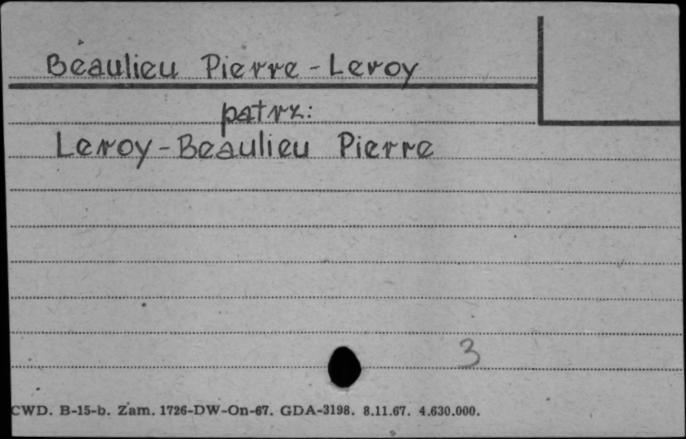 Beaulieu Pierre - Leroy
patrz:
Leroy - Beaulieu Pierre
3
CWD. B-15-b. Zam. 1726-DW-On-67. GDA-3198. 8.11.67. 4.630.000.